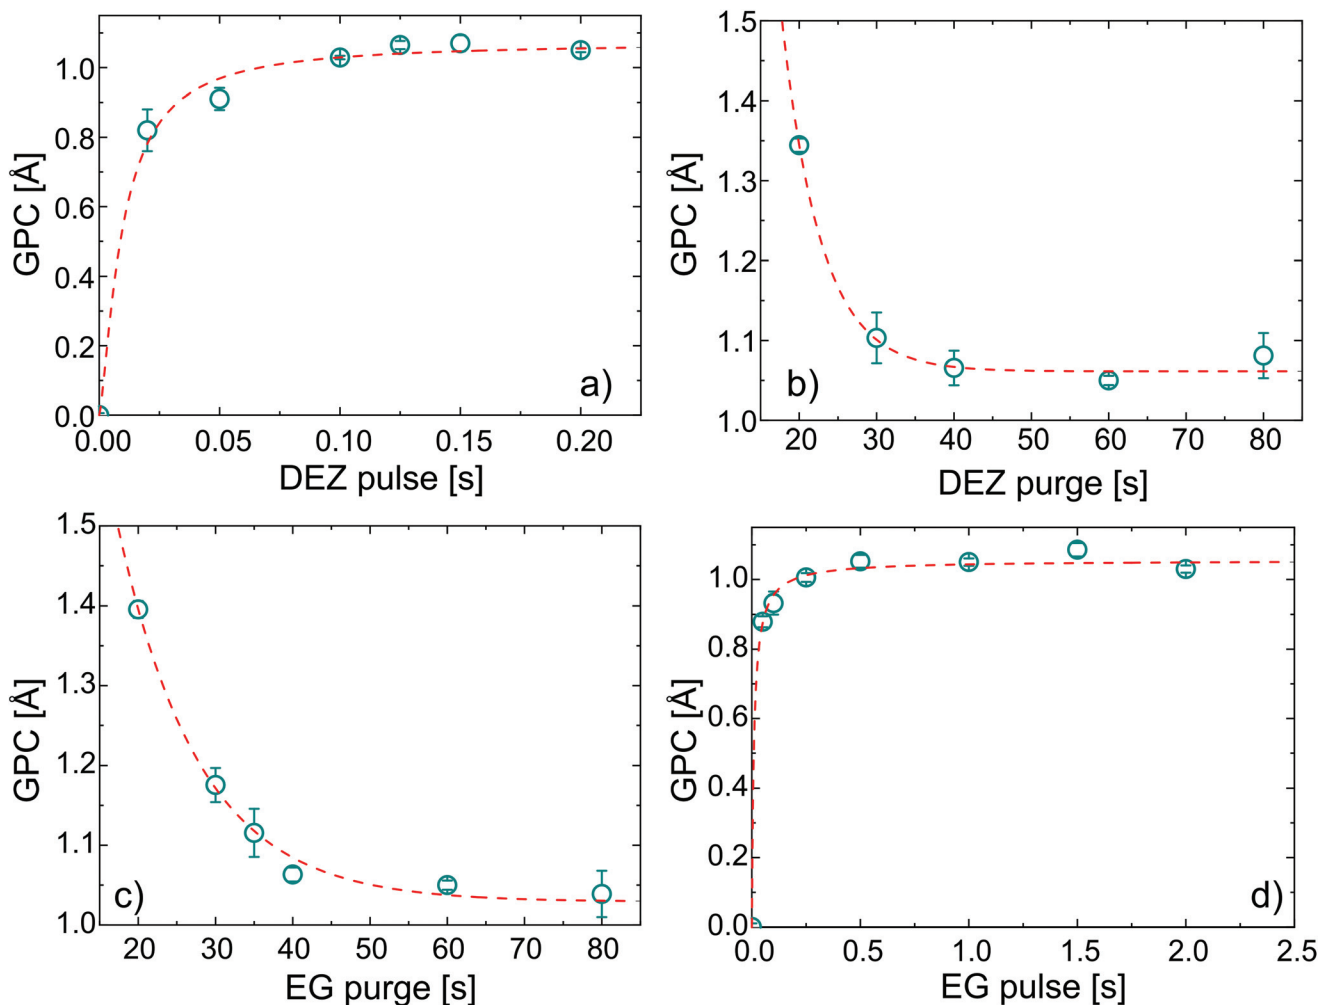 1.0
0.8
0.6
0.4
0.2
0.0
GPC [Å]
a)
0.00 0.05 0.10 0.15 0.20
DEZ pulse [s]
1.5
1.4
1.3
1.2
1.1
1.0
GPC [Å]
b)
20 30 40 50 60 70 80
DEZ purge [s]
1.5
1.4
1.3
1.2
1.1
1.0
GPC [Å]
c)
20 30 40 50 60 70 80
EG purge [s]
1.0
0.8
0.6
0.4
0.2
0.0
GPC [Å]
d)
0.0 0.5 1.0 1.5 2.0 2.5
EG pulse [s]